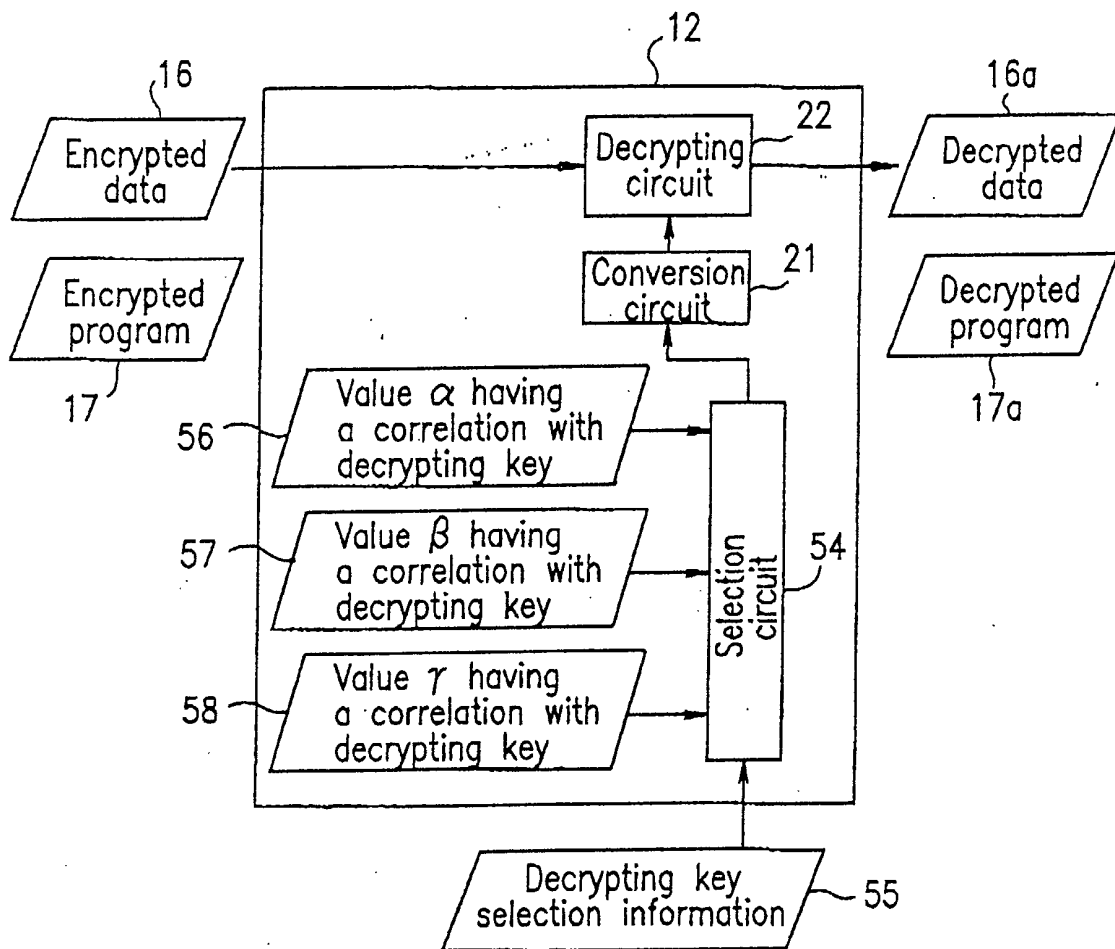 12
16
Encrypted
data
22
Decrypting
circuit
16a
Decrypted
data
Encrypted
program
17
21
Conversion
circuit
Decrypted
program
17a
56
Value α having
a correlation with
decrypting key
57
Value β having
a correlation with
decrypting key
58
Value γ having
a correlation with
decrypting key
Selection
circuit
54
Decrypting key
selection information
55